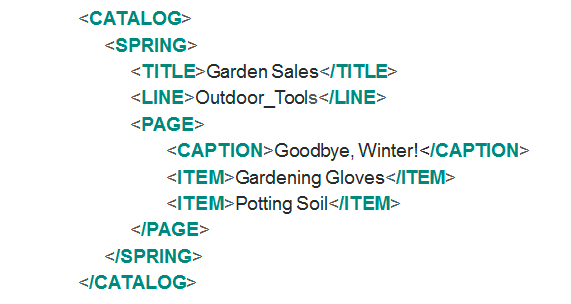 <CATALOG>
<SPRING>
<TITLE>Garden Sales</TITLE>
<LINE>Outdoor_Tools</LINE>
<PAGE>
<CAPTION>Goodbye, Winter!</CAPTION>
<ITEM>Gardening Gloves</ITEM>
<ITEM>Potting Soil</ITEM>
</PAGE>
</SPRING>
</CATALOG>